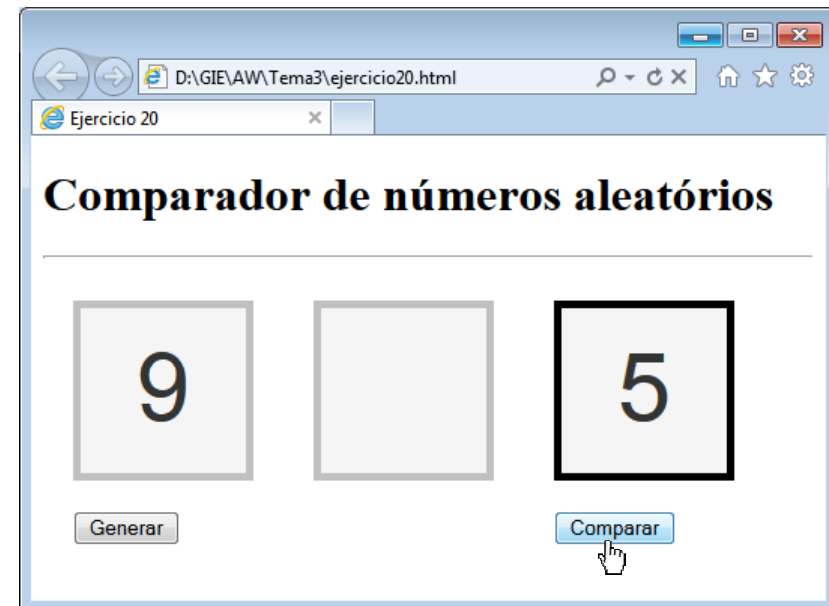 D:\GIE\AW\Tema3\ejercicio20.html
Ejercicio 20
Comparador de números aleatórios
9 5
Generar Comparar